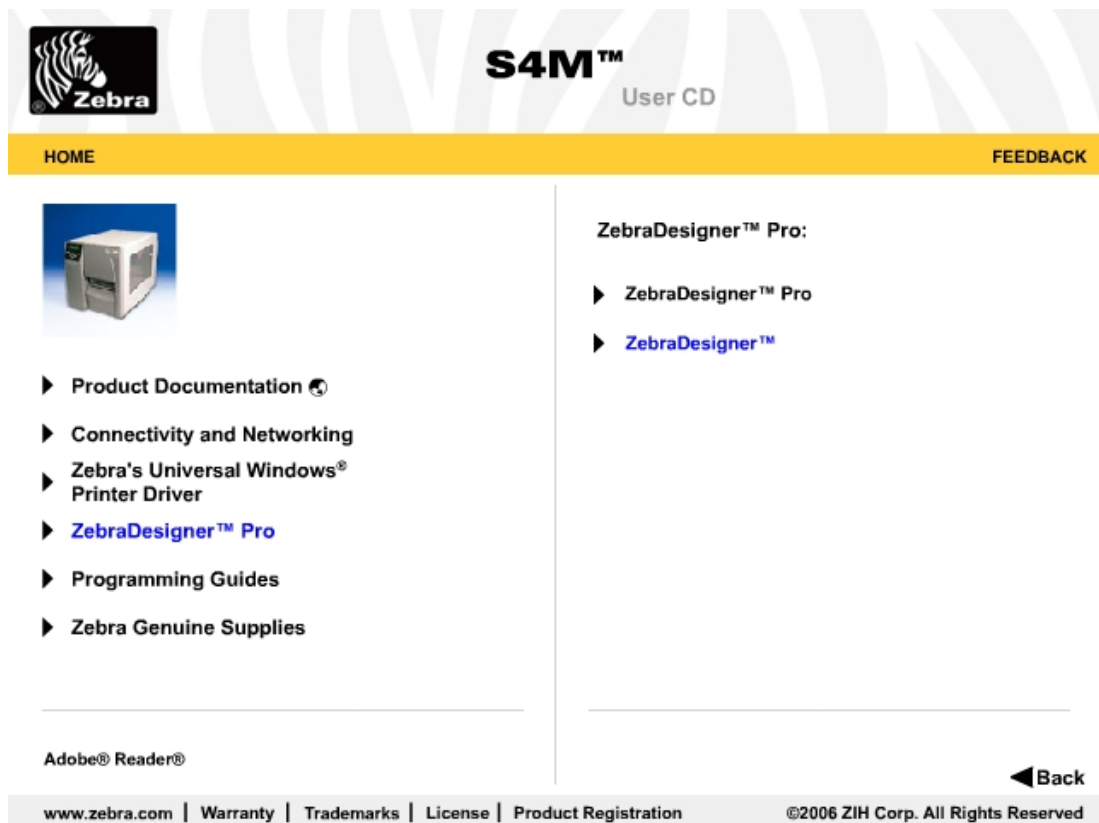 Zebra®
S4M™
User CD
HOME
FEEDBACK
Product Documentation
Connectivity and Networking
Zebra's Universal Windows®
Printer Driver
ZebraDesigner™ Pro
Programming Guides
Zebra Genuine Supplies
Adobe® Reader®
ZebraDesigner™ Pro:
ZebraDesigner™ Pro
ZebraDesigner™
Back
www.zebra.com | Warranty | Trademarks | License | Product Registration
©2006 ZIH Corp. All Rights Reserved